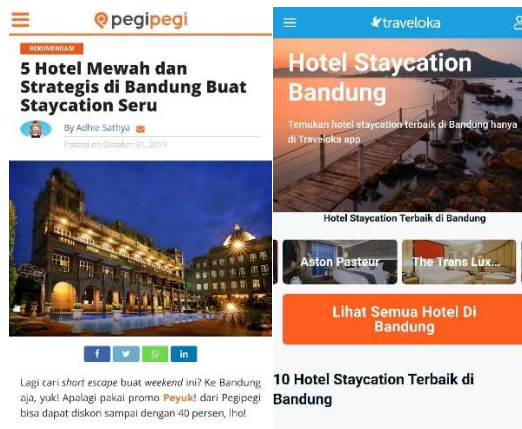 pegipegi
REKOMENDASI
5 Hotel Mewah dan
Strategis di Bandung Buat
Staycation Seru
By Adhie Sathya
Posted on October 31, 2019
f
in
Lagi cari short escape buat weekend ini? Ke Bandung
aja, yuk! Apalagi pakai promo Peyuk! dari Pegipegi
bisa dapat diskon sampai dengan 40 persen, lho!
traveloka
Hotel Staycation
Bandung
Temukan hotel staycation terbaik di Bandung hanya
di Traveloka app
Hotel Staycation Terbaik di Bandung
Aston Pasteur
The Trans Lux...
Lihat Semua Hotel Di
Bandung
10 Hotel Staycation Terbaik di
Bandung